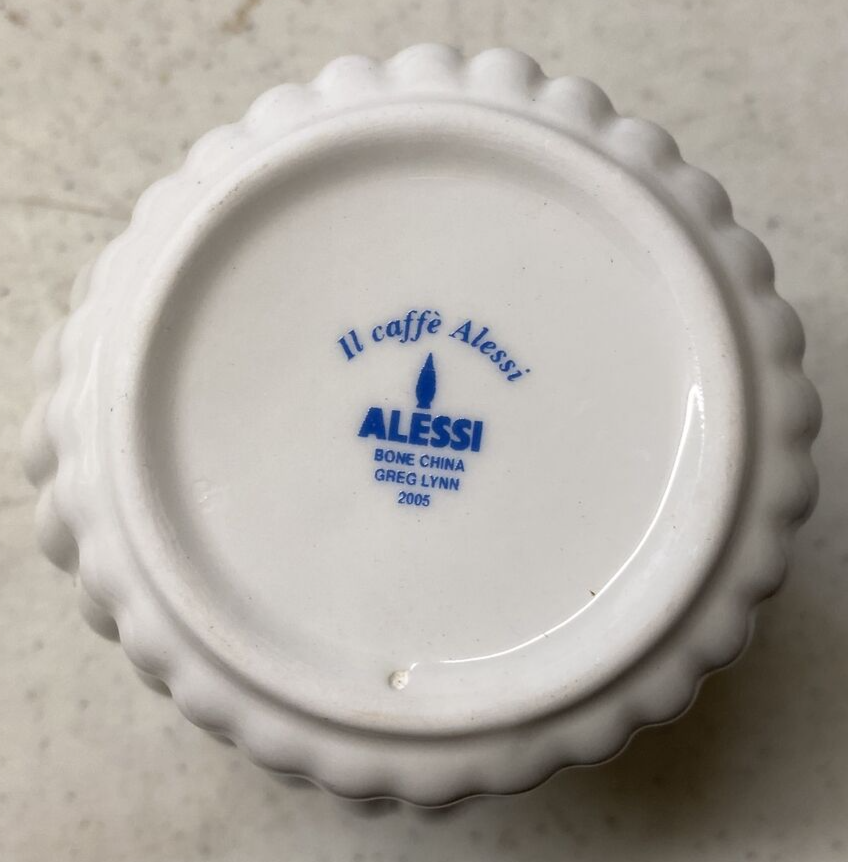 Il caffè Alessi
ALESSI
BONE CHINA
GREG LYNN
2005